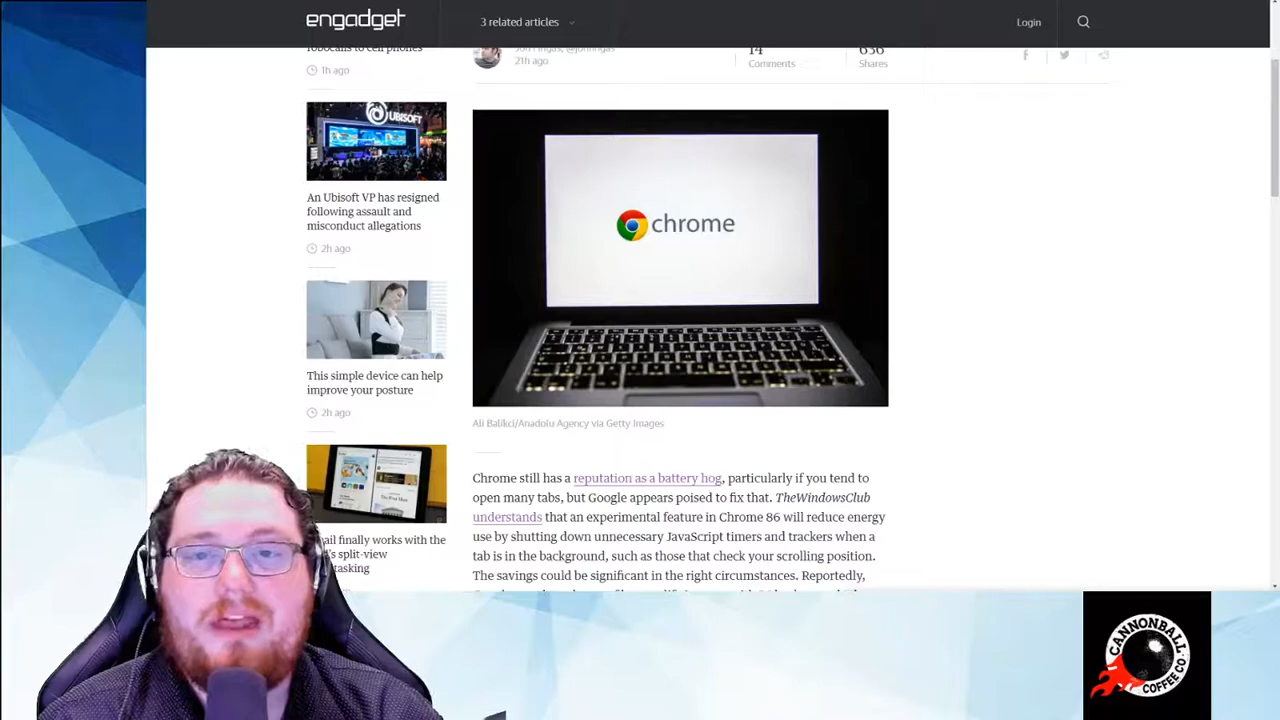 engadget
3 related articles
Login
robocalls to cell phones
1h ago
21h ago
14
Comments
636
Shares
UBISOFT
An Ubisoft VP has resigned
following assault and
misconduct allegations
2h ago
This simple device can help
improve your posture
2h ago
finally works with the
split-view
chrome
Ali Balikci/Anadolu Agency via Getty Images
Chrome still has a reputation as a battery hog, particularly if you tend to
open many tabs, but Google appears poised to fix that. TheWindowsClub
understands that an experimental feature in Chrome 86 will reduce energy
use by shutting down unnecessary JavaScript timers and trackers when a
tab is in the background, such as those that check your scrolling position.
The savings could be significant in the right circumstances. Reportedly,
CANNONBALL
COFFEE CO.